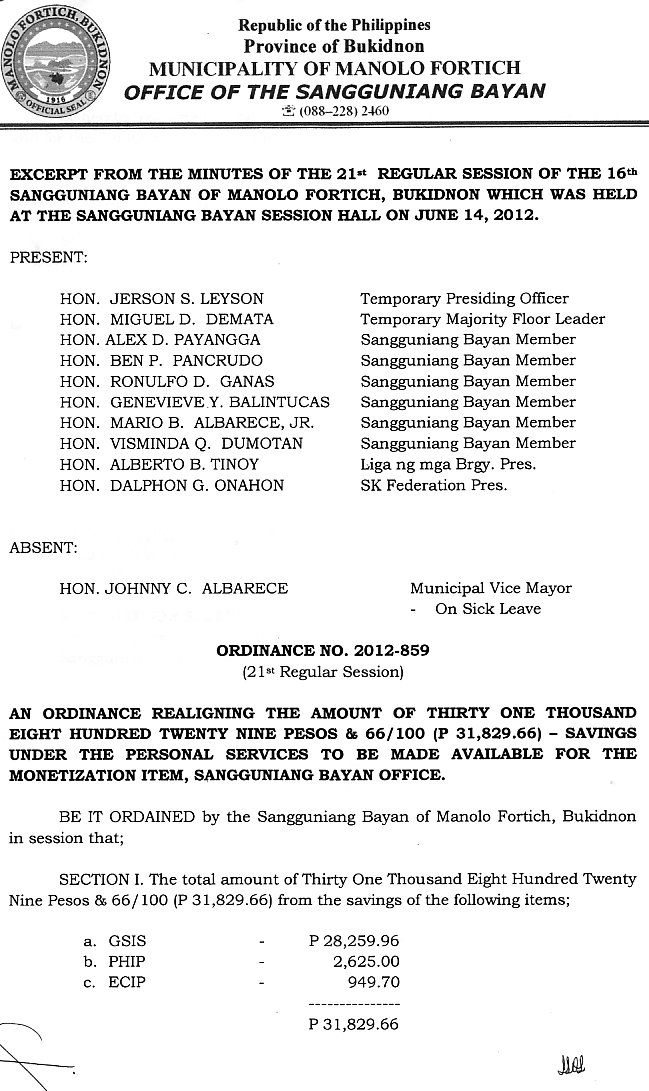 MANOLO FORTICH, BUKIDNON
1916
OFFICIAL SEAL
Republic of the Philippines
Province of Bukidnon
MUNICIPALITY OF MANOLO FORTICH
OFFICE OF THE SANGGUNIANG BAYAN
☏ (088–228) 2460
EXCERPT FROM THE MINUTES OF THE 21st REGULAR SESSION OF THE 16th
SANGGUNIANG BAYAN OF MANOLO FORTICH, BUKIDNON WHICH WAS HELD
AT THE SANGGUNIANG BAYAN SESSION HALL ON JUNE 14, 2012.
PRESENT:
HON. JERSON S. LEYSON Temporary Presiding Officer
HON. MIGUEL D. DEMATA Temporary Majority Floor Leader
HON. ALEX D. PAYANGGA Sangguniang Bayan Member
HON. BEN P. PANCRUDO Sangguniang Bayan Member
HON. RONULFO D. GANAS Sangguniang Bayan Member
HON. GENEVIEVE Y. BALINTUCAS Sangguniang Bayan Member
HON. MARIO B. ALBARECE, JR. Sangguniang Bayan Member
HON. VISMINDA Q. DUMOTAN Sangguniang Bayan Member
HON. ALBERTO B. TINOY Liga ng mga Brgy. Pres.
HON. DALPHON G. ONAHON SK Federation Pres.
ABSENT:
HON. JOHNNY C. ALBARECE Municipal Vice Mayor
- On Sick Leave
ORDINANCE NO. 2012-859
(21st Regular Session)
AN ORDINANCE REALIGNING THE AMOUNT OF THIRTY ONE THOUSAND
EIGHT HUNDRED TWENTY NINE PESOS & 66/100 (P 31,829.66) – SAVINGS
UNDER THE PERSONAL SERVICES TO BE MADE AVAILABLE FOR THE
MONETIZATION ITEM, SANGGUNIANG BAYAN OFFICE.
BE IT ORDAINED by the Sangguniang Bayan of Manolo Fortich, Bukidnon
in session that;
SECTION I. The total amount of Thirty One Thousand Eight Hundred Twenty
Nine Pesos & 66/100 (P 31,829.66) from the savings of the following items;
a. GSIS - P 28,259.96
b. PHIP - 2,625.00
c. ECIP - 949.70
---------------
P 31,829.66